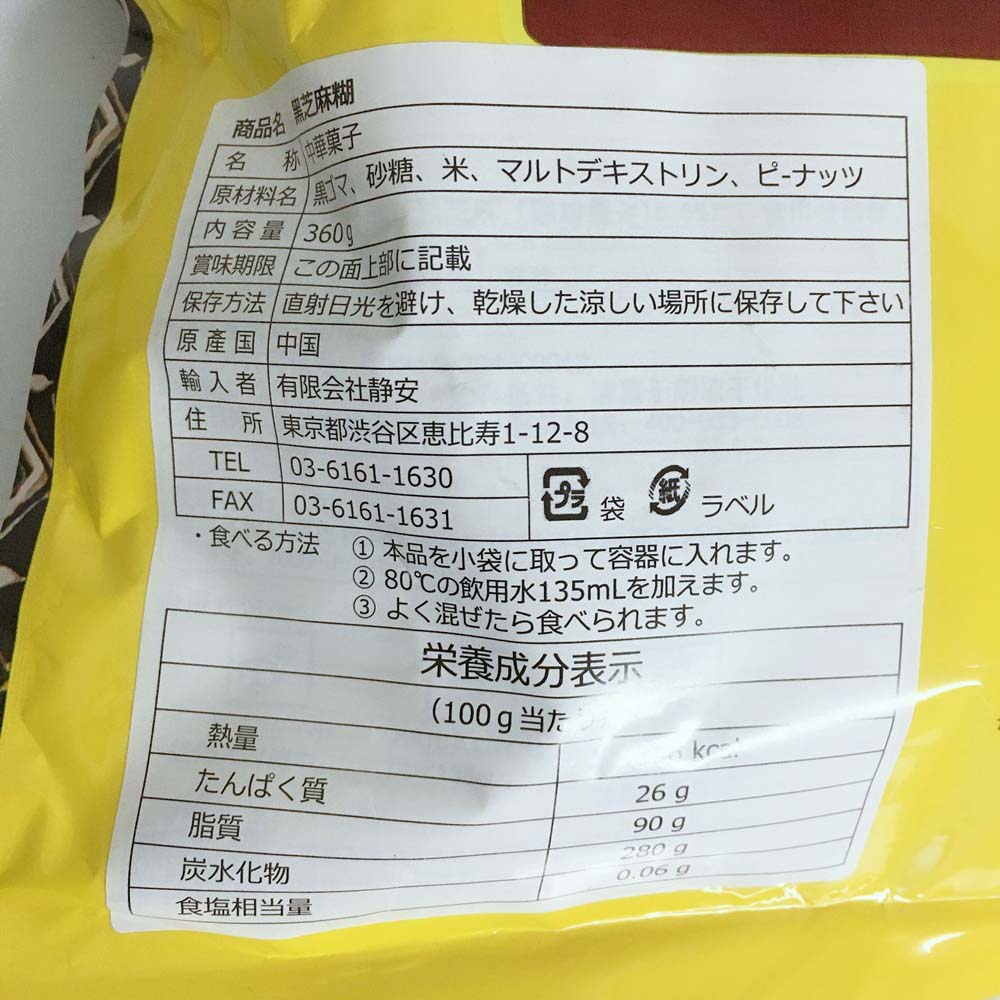 商品名 黒芝麻糊
名称 中華菓子
原材料名 黒ゴマ、砂糖、米、マルトデキストリン、ピーナッツ
内容量 360g
賞味期限 この面上部に記載
保存方法 直射日光を避け、乾燥した涼しい場所に保存して下さい
原産国 中国
輸入者 有限会社静安
住所 東京都渋谷区恵比寿1-12-8
TEL 03-6161-1630
FAX 03-6161-1631
プラ 袋 紙 ラベル
・食べる方法 ① 本品を小袋に取って容器に入れます。
② 80℃の飲用水135mLを加えます。
③ よく混ぜたら食べられます。
栄養成分表示
(100g当たり)
熱量 kcal
たんぱく質 26 g
脂質 90 g
炭水化物 280 g
食塩相当量 0.06 g